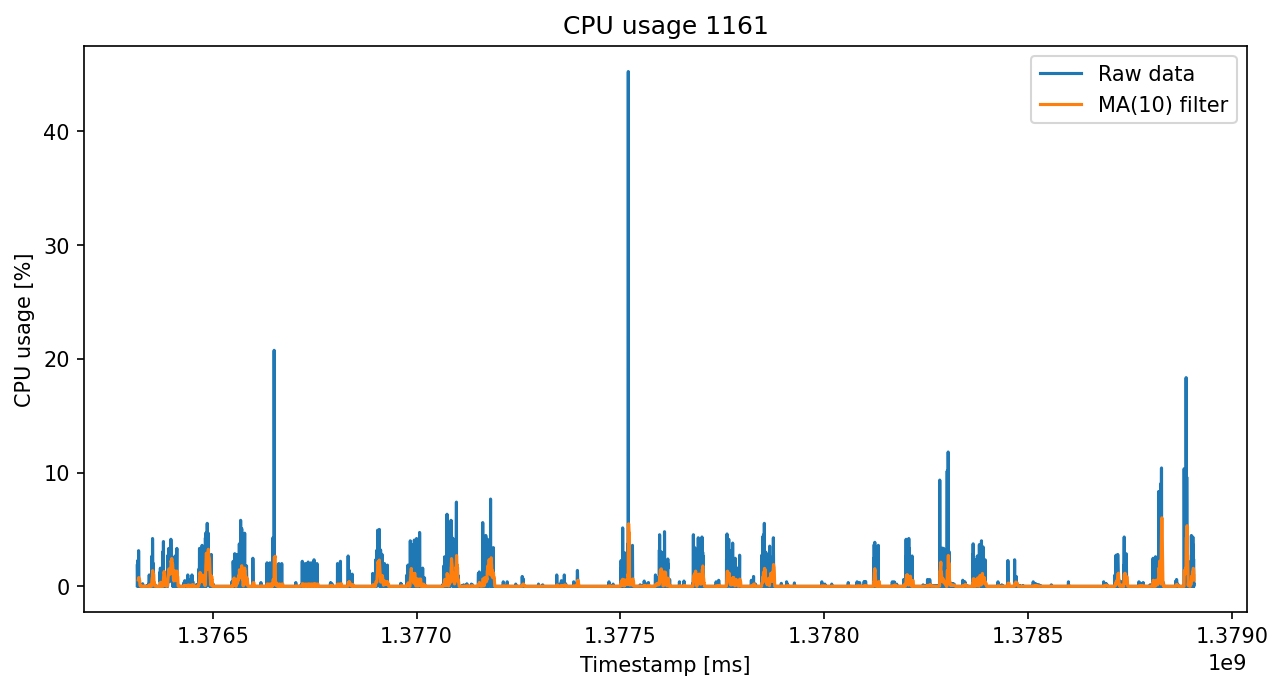 CPU usage 1161
Raw data
MA(10) filter
CPU usage [%]
40
30
20
10
0
1.3765 1.3770 1.3775 1.3780 1.3785 1.3790
1e9
Timestamp [ms]